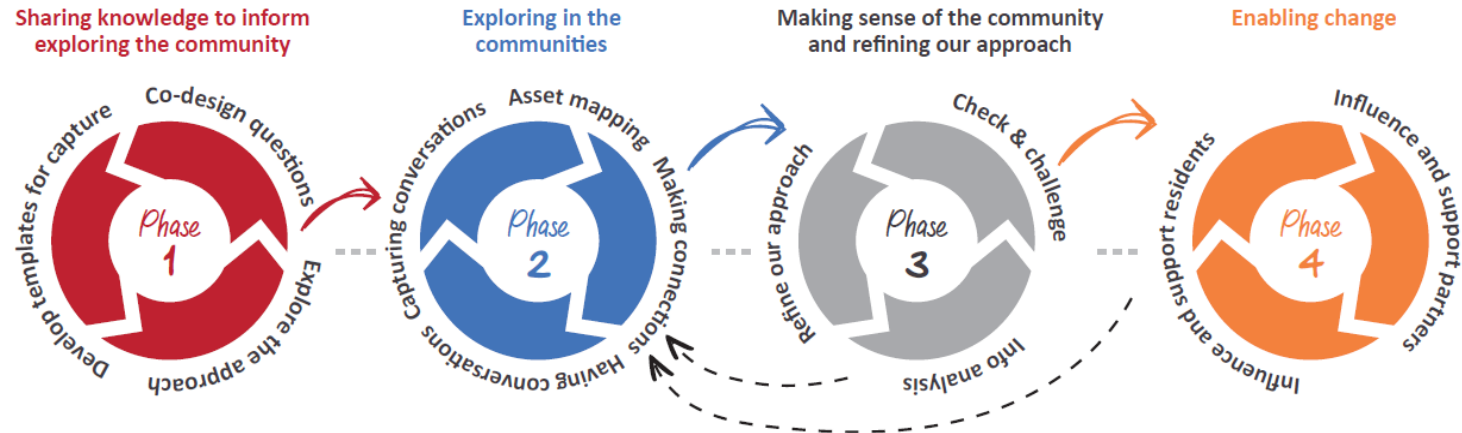 Sharing knowledge to inform
exploring the community
Develop templates for capture
Co-design questions
Explore the approach
Phase
1
Exploring in the
communities
Capturing conversations
Asset mapping
Making connections
Having conversations
Phase
2
Making sense of the community
and refining our approach
Refine our approach
Check & challenge
Info analysis
Phase
3
Enabling change
Influence and support residents
Influence and support partners
Phase
4